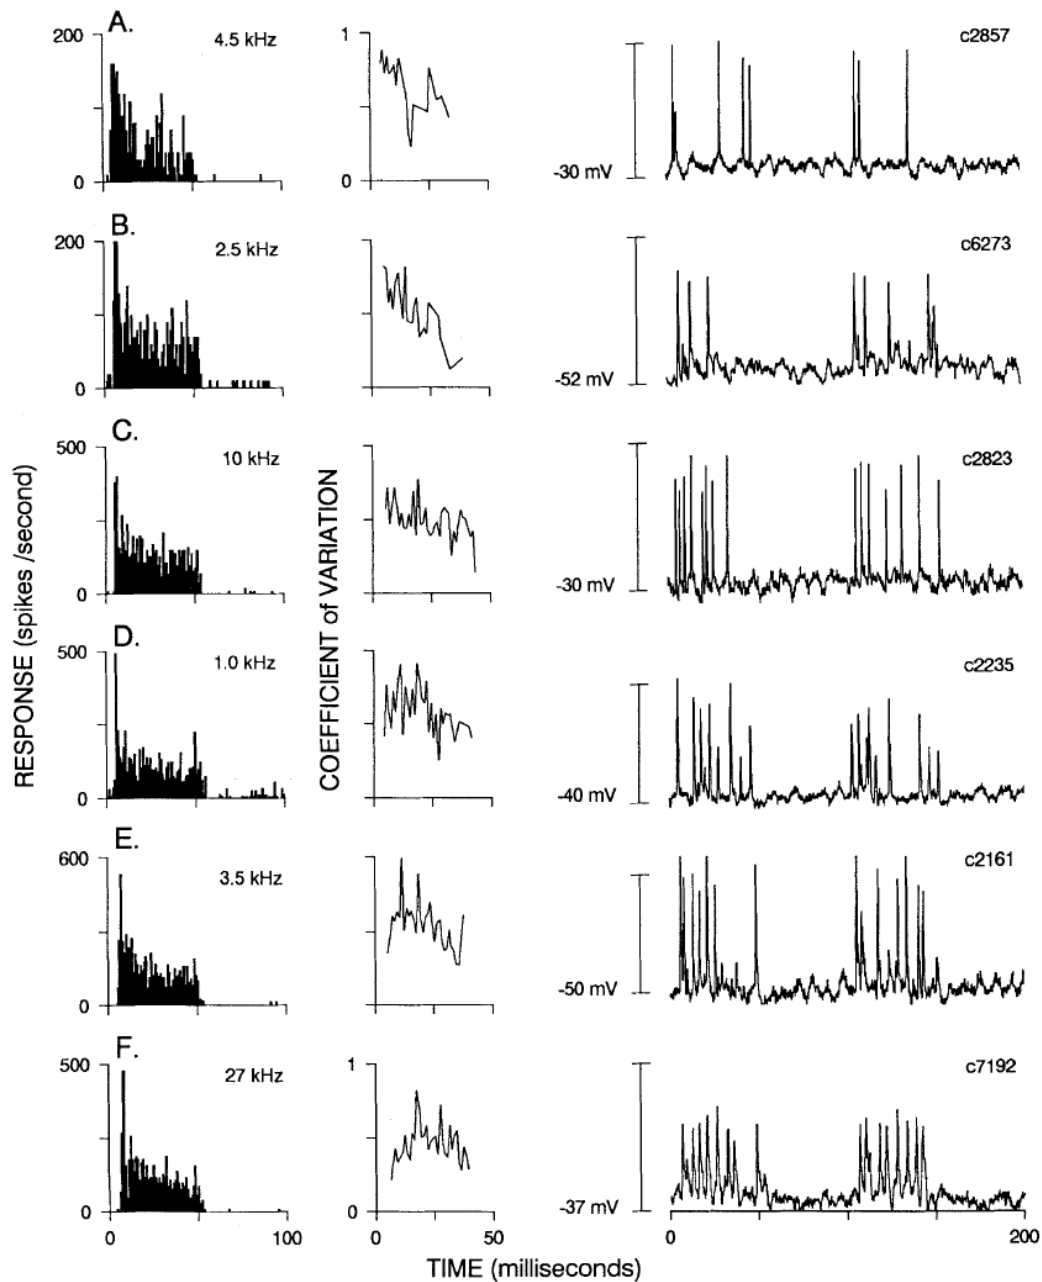 A.
200
4.5 kHz
1
c2857
0
0
-30 mV
B.
200
2.5 kHz
c6273
0
-52 mV
C.
500
10 kHz
c2823
0
-30 mV
D.
500
1.0 kHz
c2235
0
-40 mV
E.
600
3.5 kHz
c2161
0
-50 mV
F.
500
27 kHz
1
c7192
0
0
-37 mV
0
100
0
50
0
200
RESPONSE (spikes /second)
COEFFICIENT of VARIATION
TIME (milliseconds)